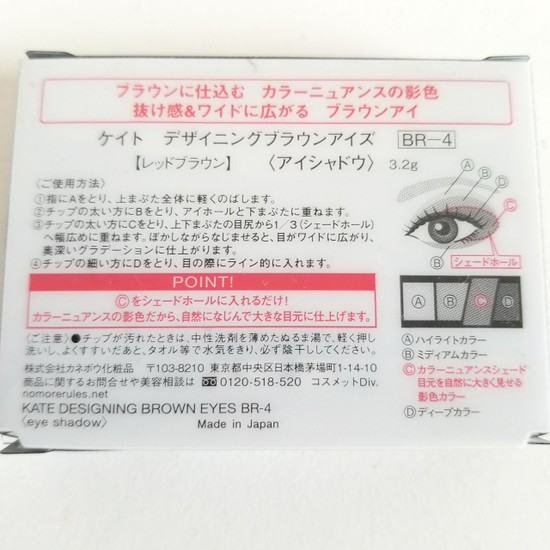 ブラウンに仕込む カラーニュアンスの影色
抜け感&ワイドに広がる ブラウンアイ
ケイト デザイニングブラウンアイズ BR-4
【レッドブラウン】 〈アイシャドウ〉 3.2g
〈ご使用方法〉
①指にAをとり、上まぶた全体に軽くのばします。
②チップの太い方にBをとり、アイホールと下まぶたに重ねます。
③チップの太い方にCをとり、上下まぶたの目尻から1/3(シェードホール)
へ幅広めに重ねます。ぼかしながらなじませると、目がワイドに広がり、
奥深いグラデーションに仕上がります。
④チップの細い方にDをとり、目の際にライン的に入れます。
POINT!
Ⓒをシェードホールに入れるだけ!
カラーニュアンスの影色だから、自然になじんで大きな目元に仕上げます。
〈ご注意〉●チップが汚れたときは、中性洗剤を薄めたぬるま湯で、軽く押し
洗いし、よくすすいだあと、タオル等で水気をきり、必ず陰干ししてください。
株式会社カネボウ化粧品 〒103-8210 東京都中央区日本橋茅場町1-14-10
商品に関するお問合せや美容相談は 0120-518-520 コスメットDiv.
nomorerules.net
KATE DESIGNING BROWN EYES BR-4
〈eye shadow〉 Made in Japan
Ⓐ
Ⓑ
Ⓓ
Ⓒ
Ⓑ シェードホール
Ⓐ Ⓑ Ⓒ Ⓓ
Ⓐハイライトカラー
Ⓑミディアムカラー
Ⓒカラーニュアンスシェード
目元を自然に大きく見せる
影色カラー
Ⓓディープカラー